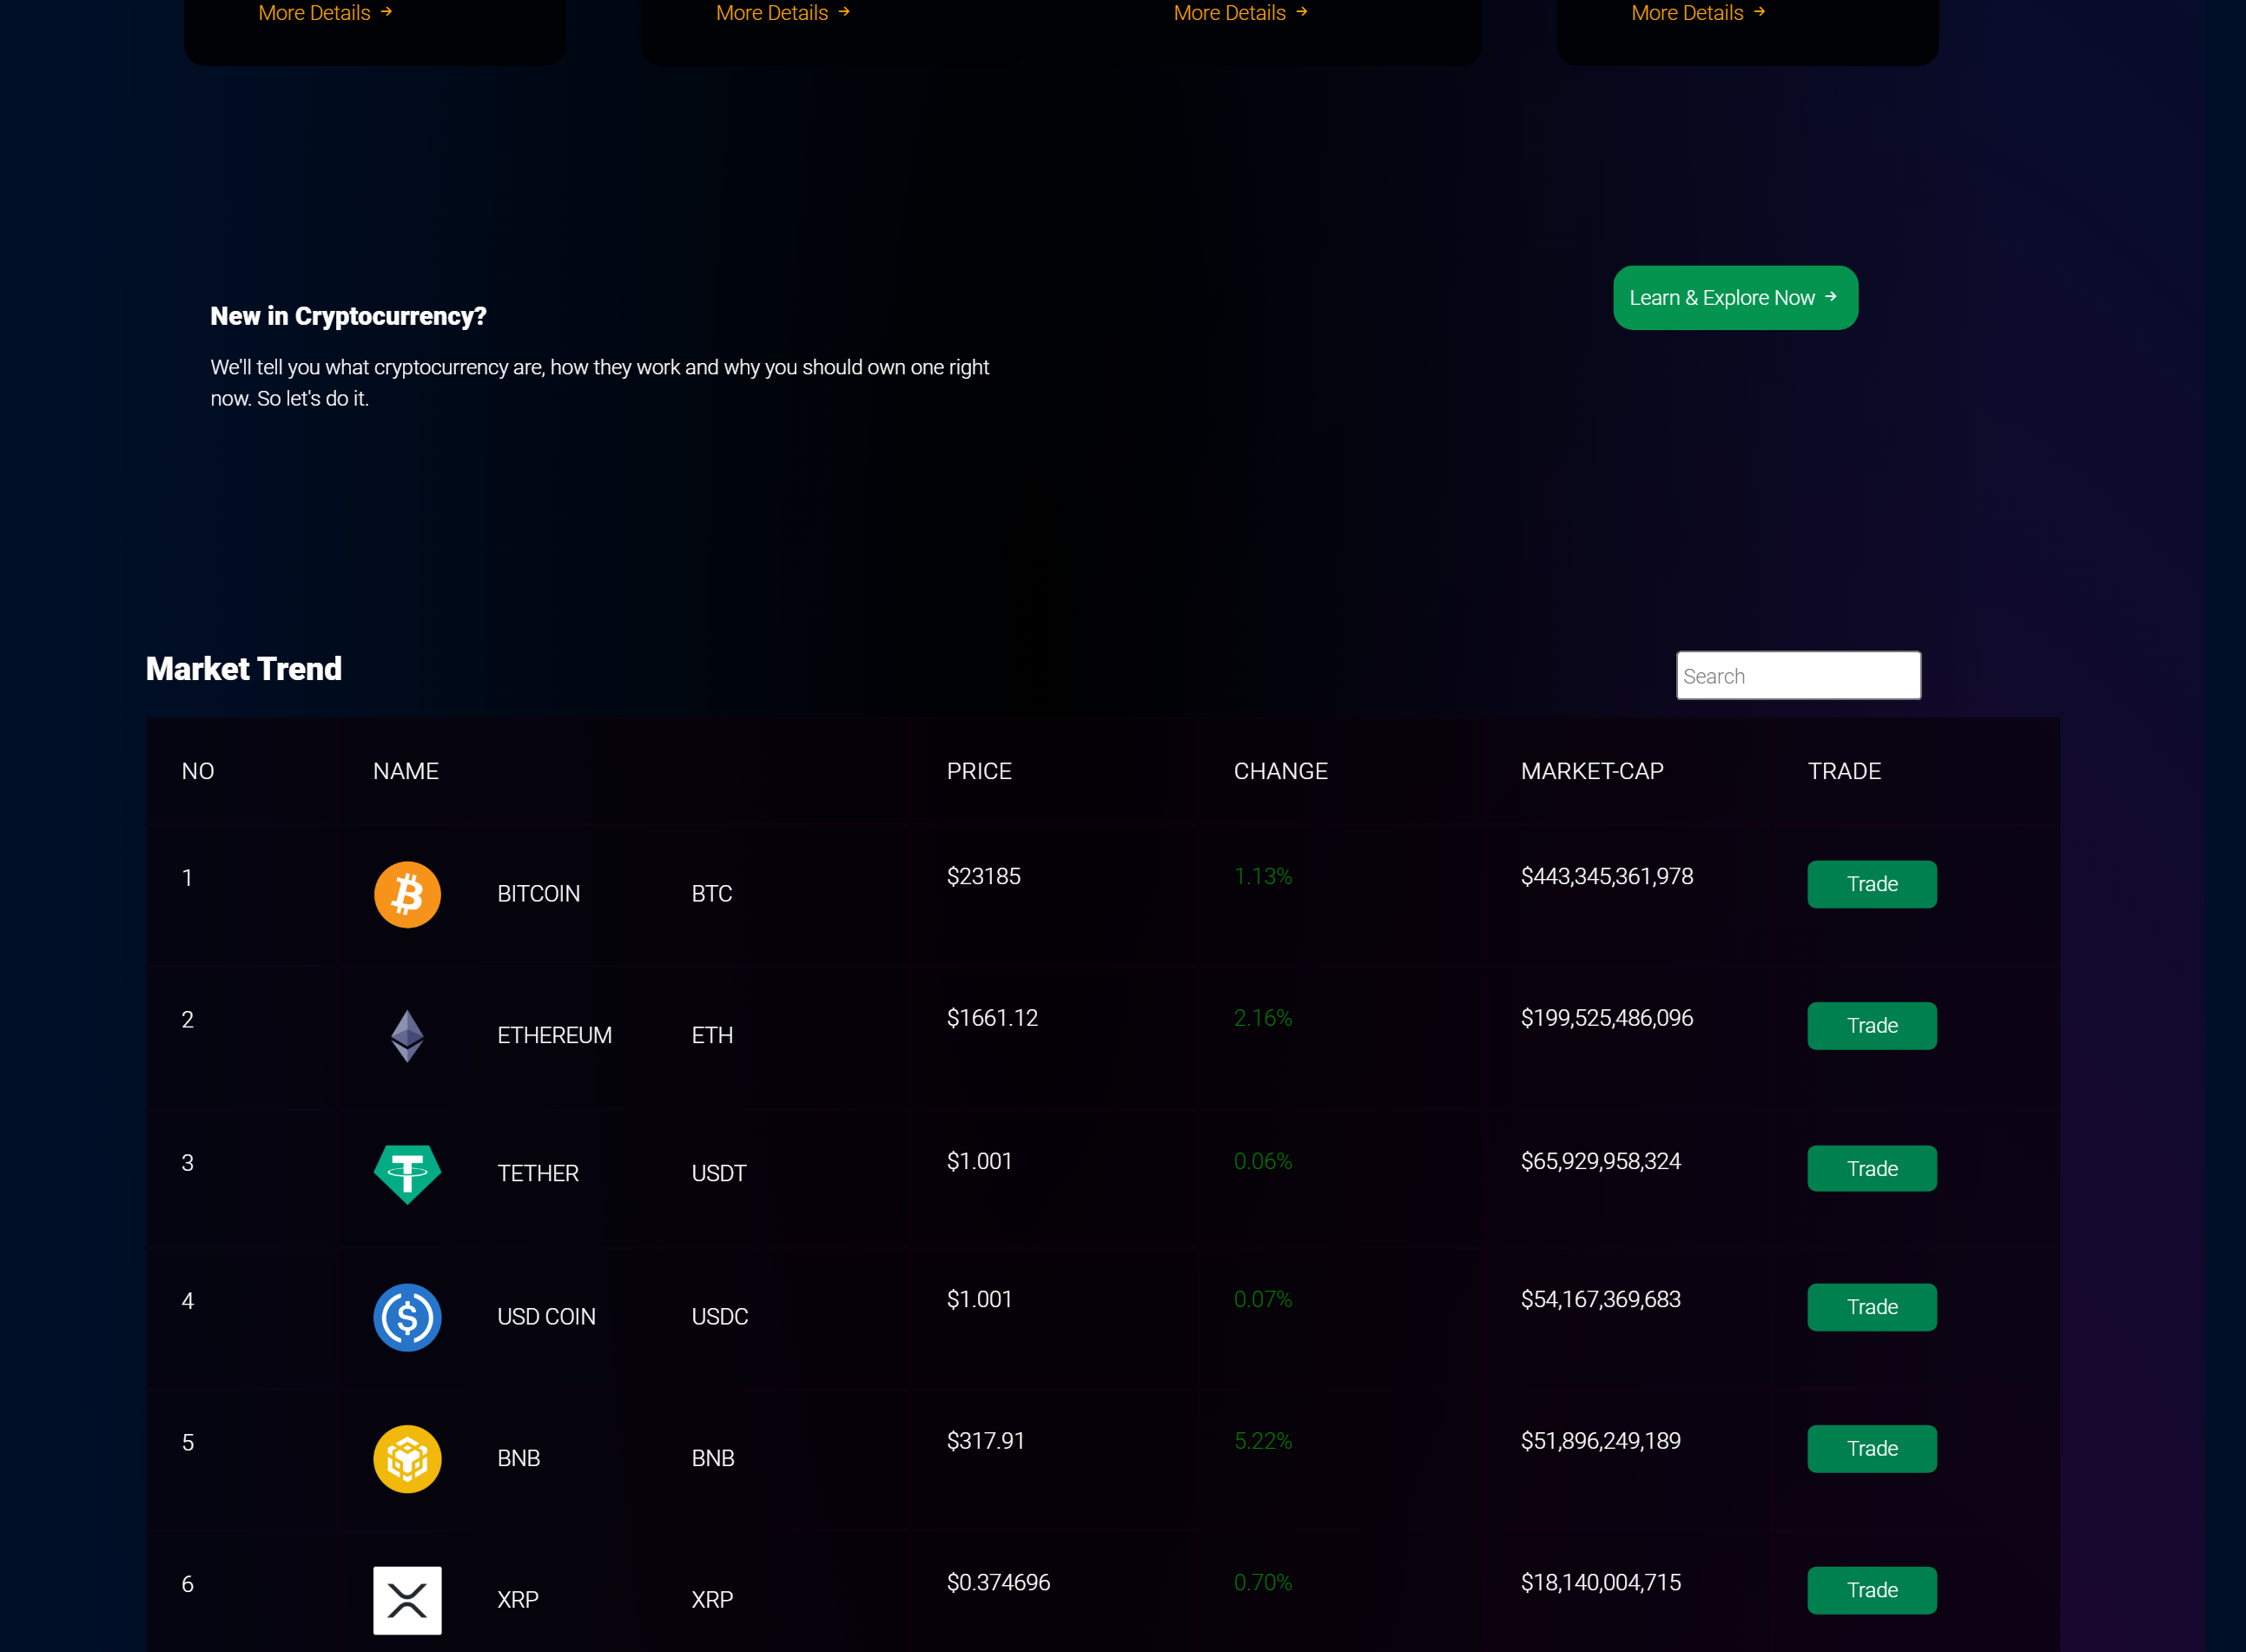 More Details → More Details → More Details → More Details →
Learn & Explore Now →
New in Cryptocurrency?
We'll tell you what cryptocurrency are, how they work and why you should own one right
now. So let's do it.
Market Trend
Search
NO NAME PRICE CHANGE MARKET-CAP TRADE
1 BITCOIN BTC $23185 1.13% $443,345,361,978 Trade
2 ETHEREUM ETH $1661.12 2.16% $199,525,486,096 Trade
3 TETHER USDT $1.001 0.06% $65,929,958,324 Trade
4 USD COIN USDC $1.001 0.07% $54,167,369,683 Trade
5 BNB BNB $317.91 5.22% $51,896,249,189 Trade
6 XRP XRP $0.374696 0.70% $18,140,004,715 Trade